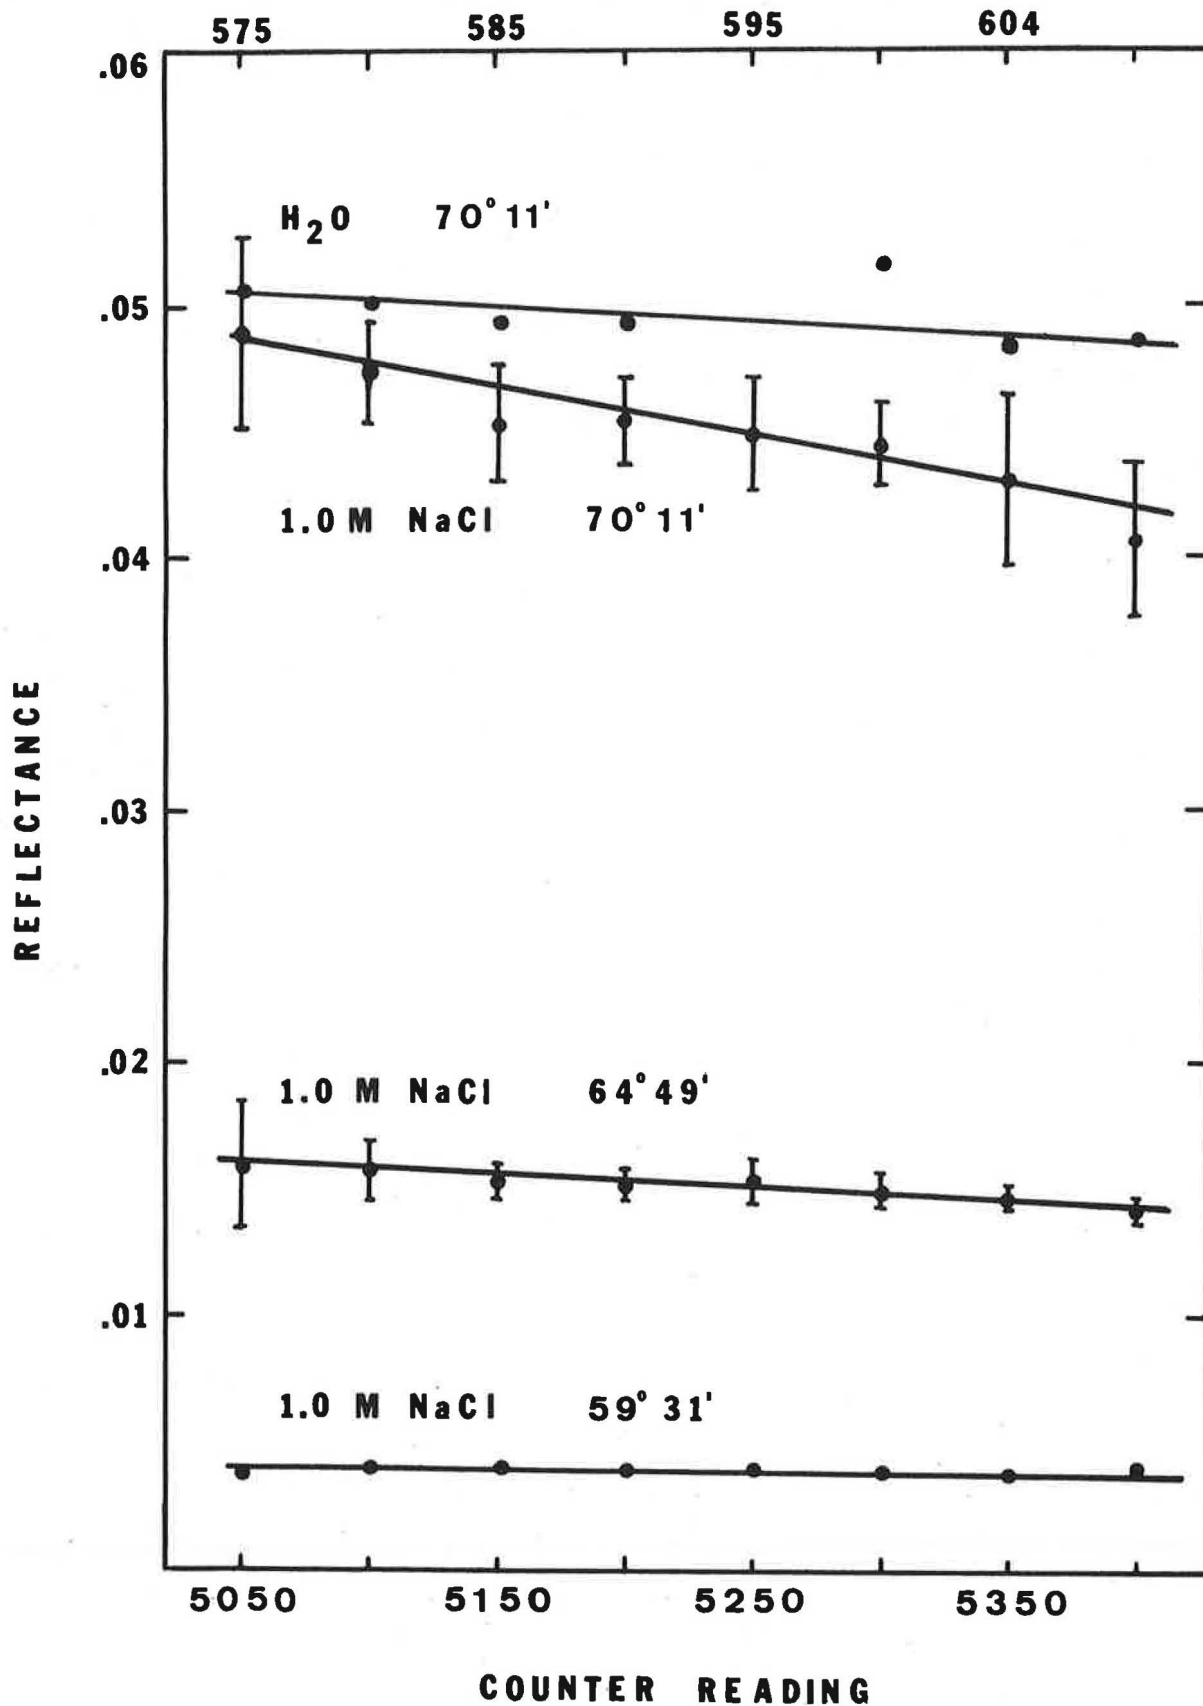 575 585 595 604
.06
H₂O 70°11'
.05
1.0 M NaCl 70°11'
.04
REFLECTANCE
.03
.02
1.0 M NaCl 64°49'
.01
1.0 M NaCl 59°31'
5050 5150 5250 5350
COUNTER READING